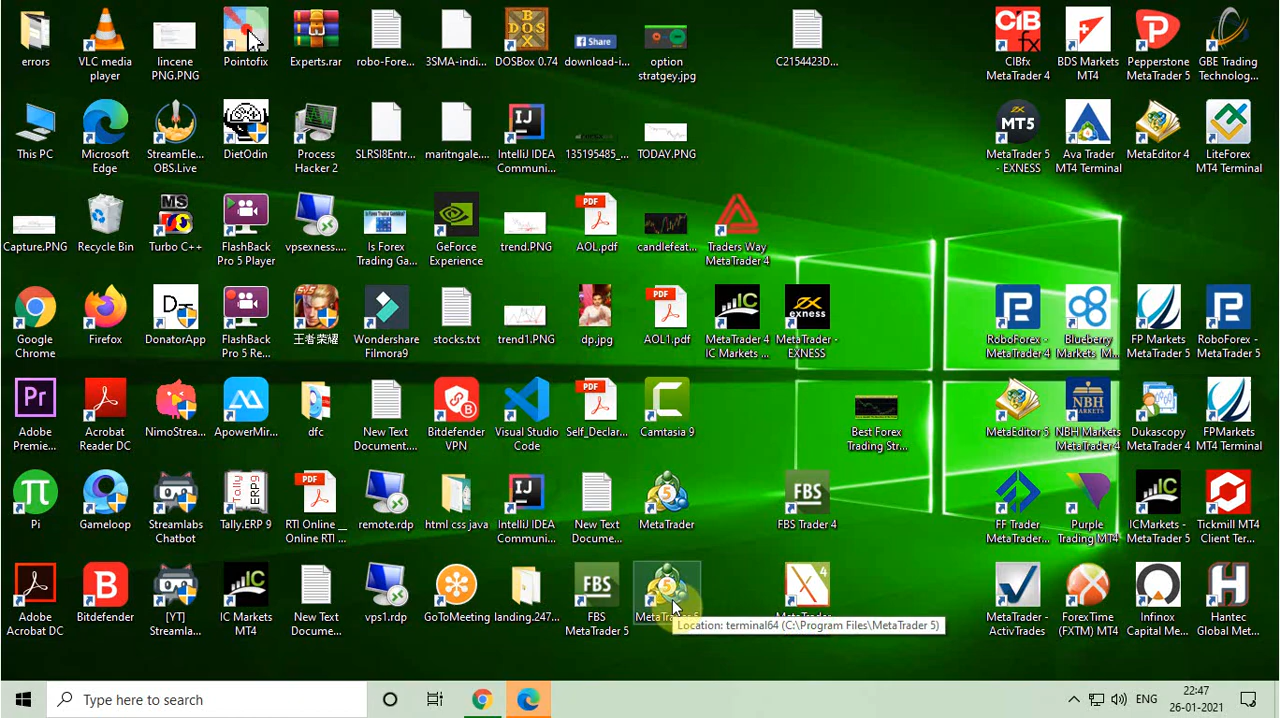 errors
VLC media
player
lincene
PNG.PNG
Pointofix
Experts.rar
robo-Fore...
3SMA-indi...
DOSBox 0.74
download-i...
option
stratgey.jpg
C2154423D...
CIBfx
MetaTrader 4
BDS Markets
MT4
Pepperstone
MetaTrader 5
GBE Trading
Technolog...
This PC
Microsoft
Edge
StreamEle...
OBS.Live
DietOdin
Process
Hacker 2
SLRSI8Entr...
maritngale....
IntelliJ IDEA
Communi...
135195485_...
TODAY.PNG
MetaTrader 5
- EXNESS
Ava Trader
MT4 Terminal
MetaEditor 4
LiteForex MT4
Terminal
Capture.PNG
Recycle Bin
Turbo C++
FlashBack
Pro 5 Player
vpsexness....
Is Forex
Trading Ga...
GeForce
Experience
trend.PNG
AOL.pdf
candlefeat...
Traders Way
MetaTrader 4
Google
Chrome
Firefox
DonatorApp
FlashBack
Pro 5 Re...
王者荣耀
Wondershare
Filmora9
stocks.txt
trend1.PNG
dp.jpg
AOL1.pdf
MetaTrader 4
IC Markets ...
MetaTrader -
EXNESS
RoboForex -
MetaTrader 4
Blueberry
Markets M...
FP Markets
MetaTrader 5
RoboForex -
MetaTrader 5
Adobe
Premie...
Acrobat
Reader DC
NimoStrea...
ApowerMir...
dfc
New Text
Document....
Bitdefender
VPN
Visual Studio
Code
Self_Declar...
Camtasia 9
Best Forex
Trading Str...
MetaEditor 5
NBH Markets
MetaTrader 4
Dukascopy
MetaTrader 4
FPMarkets
MT4 Terminal
Pi
Gameloop
Streamlabs
Chatbot
Tally.ERP 9
RTI Online __
Online RTI ...
remote.rdp
html css java
IntelliJ IDEA
Communi...
New Text
Docume...
MetaTrader
FBS Trader 4
FF Trader
MetaTrader...
Purple
Trading MT4
ICMarkets -
MetaTrader 5
Tickmill MT4
Client Ter...
Adobe
Acrobat DC
Bitdefender
[YT]
Streamla...
IC Markets
MT4
New Text
Docume...
vps1.rdp
GoToMeeting
landing.247...
FBS
MetaTrader 5
Location: terminal64 (C:\Program Files\MetaTrader 5)
MetaTrader -
ActivTrades
ForexTime
(FXTM) MT4
Infinox
Capital Me...
Hantec
Global Met...
Type here to search
ENG
22:47
26-01-2021